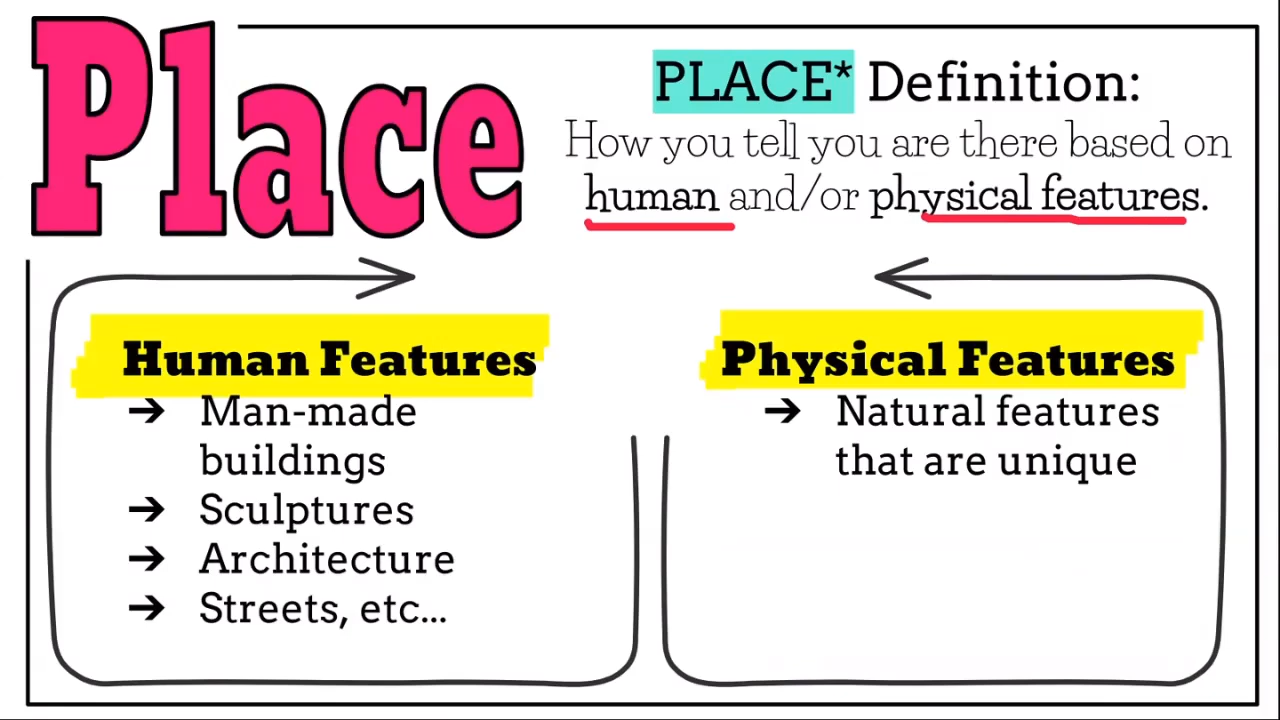 Place
PLACE* Definition:
How you tell you are there based on
human and/or physical features.
Human Features
➔ Man-made
buildings
➔ Sculptures
➔ Architecture
➔ Streets, etc...
Physical Features
➔ Natural features
that are unique